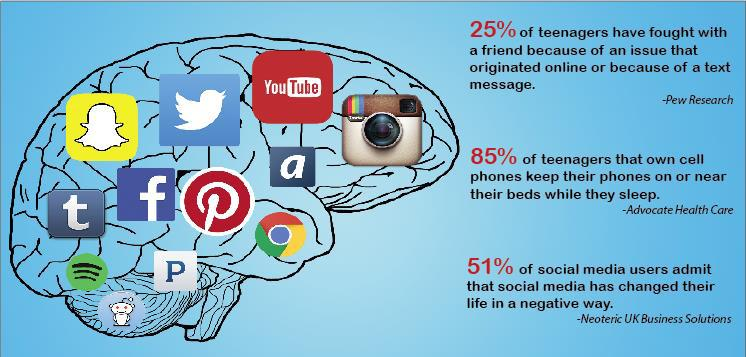 25% of teenagers have fought with
a friend because of an issue that
originated online or because of a text
message.
-Pew Research
85% of teenagers that own cell
phones keep their phones on or near
their beds while they sleep.
-Advocate Health Care
51% of social media users admit
that social media has changed their
life in a negative way.
-Neoteric UK Business Solutions
YouTube
a
t
f
P
P